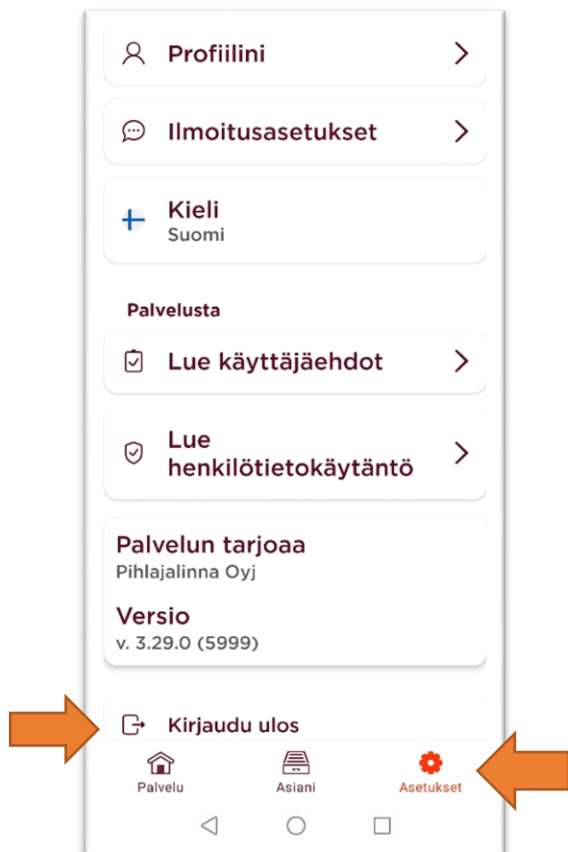 Profiilini
Ilmoitusasetukset
Kieli
Suomi
Palvelusta
Lue käyttäjäehdot
Lue
henkilötietokäytäntö
Palvelun tarjoaa
Pihlajalinna Oyj
Versio
v. 3.29.0 (5999)
Kirjaudu ulos
Palvelu Asiani Asetukset